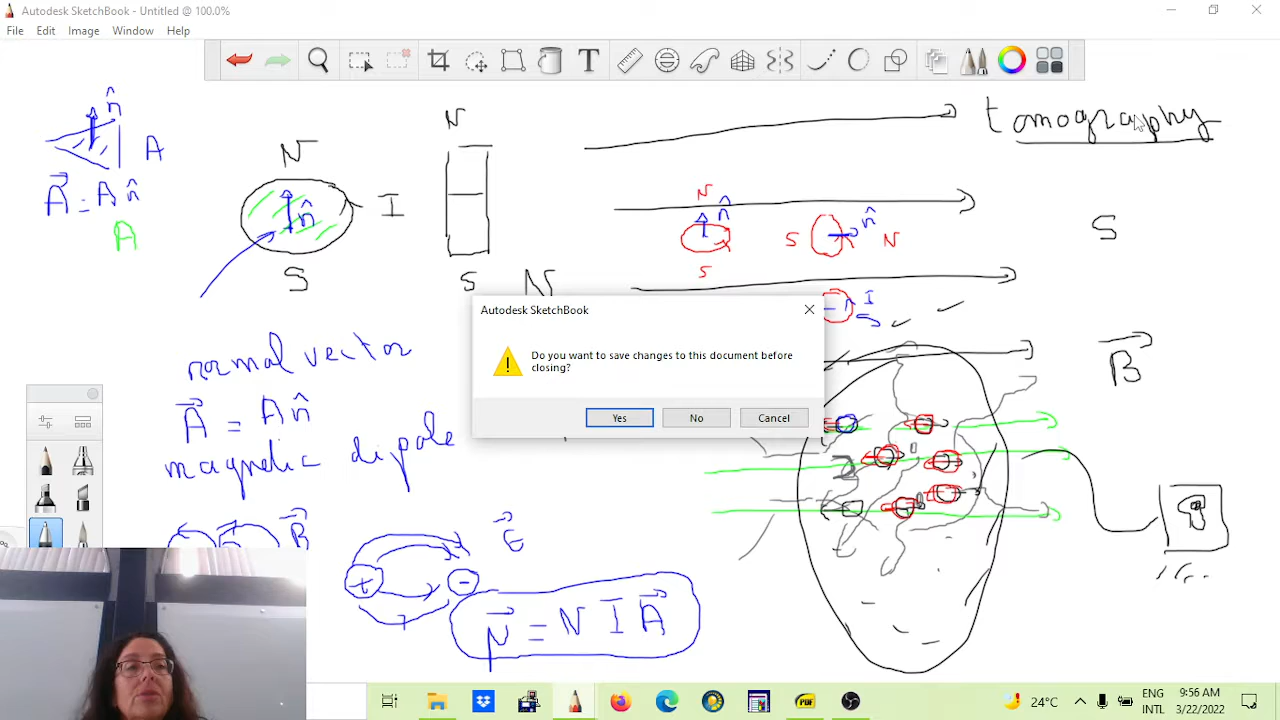 Autodesk SketchBook - Untitled @ 100.0%
File Edit Image Window Help
tomography
n̂
A
A⃗ = A n̂
A
N
n̂
I
S
N
S
N
N
n̂
S
S
n̂
N
I
S
S
B⃗
Autodesk SketchBook
Do you want to save changes to this document before
closing?
Yes No Cancel
normal vector
A⃗ = A n̂
magnetic dipole
B⃗
+ -
E⃗
μ⃗ = N I A⃗
PDF
24°C
ENG
INTL
9:56 AM
3/22/2022